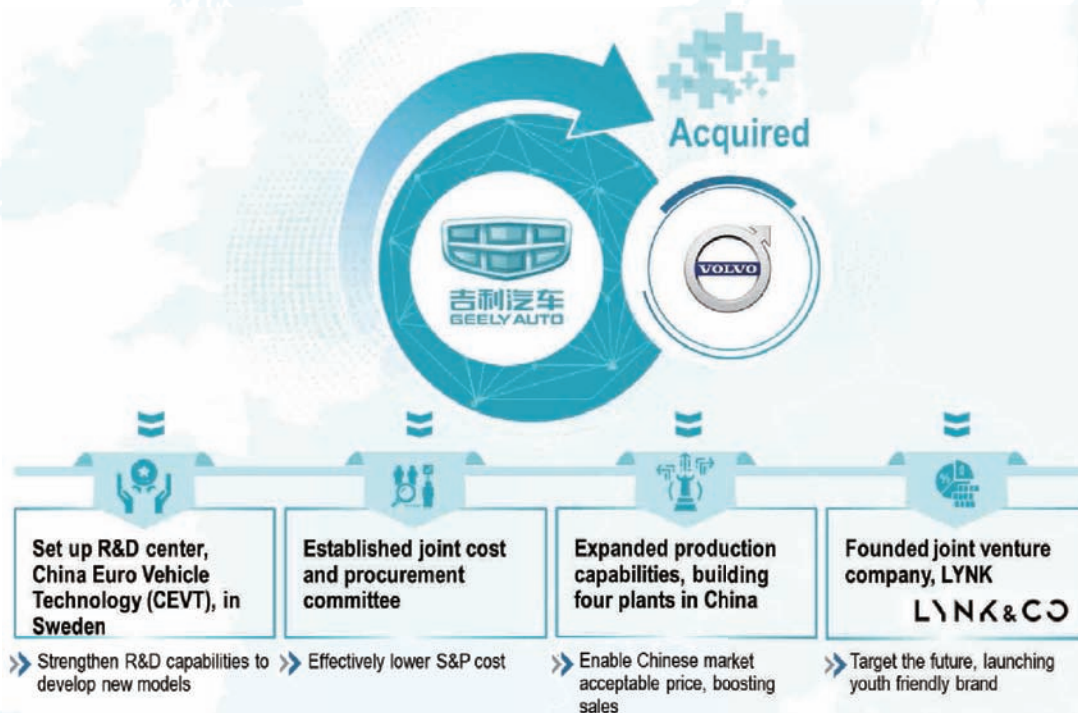 Acquired
吉利汽车
GEELY AUTO
VOLVO
Set up R&D center,
China Euro Vehicle
Technology (CEVT), in
Sweden
Strengthen R&D capabilities to
develop new models
Established joint cost
and procurement
committee
Effectively lower S&P cost
Expanded production
capabilities, building
four plants in China
Enable Chinese market
acceptable price, boosting
sales
Founded joint venture
company, LYNK
LYNK & CO
Target the future, launching
youth friendly brand